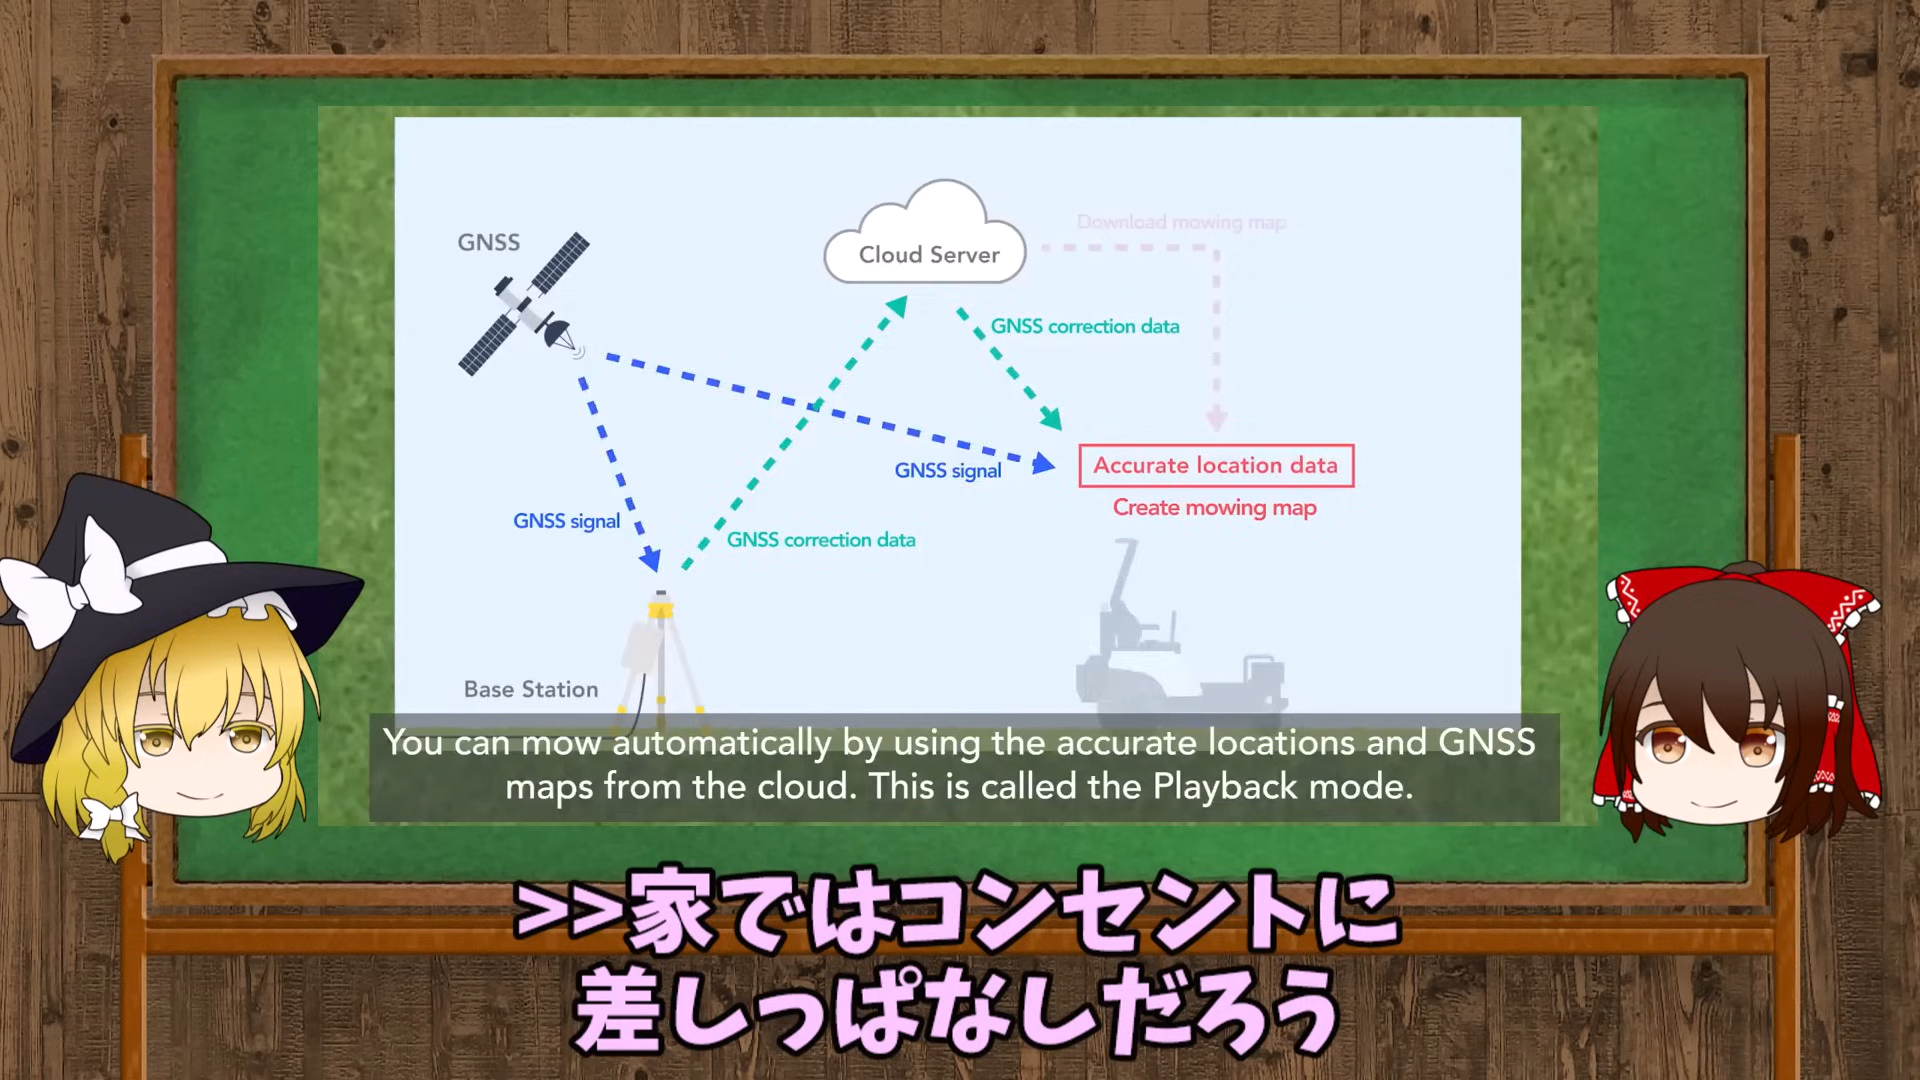 GNSS
Cloud Server
Download mowing map
GNSS correction data
GNSS signal
Accurate location data
Create mowing map
GNSS signal
GNSS correction data
Base Station
You can mow automatically by using the accurate locations and GNSS
maps from the cloud. This is called the Playback mode.
>>家ではコンセントに
差しっぱなしだろう